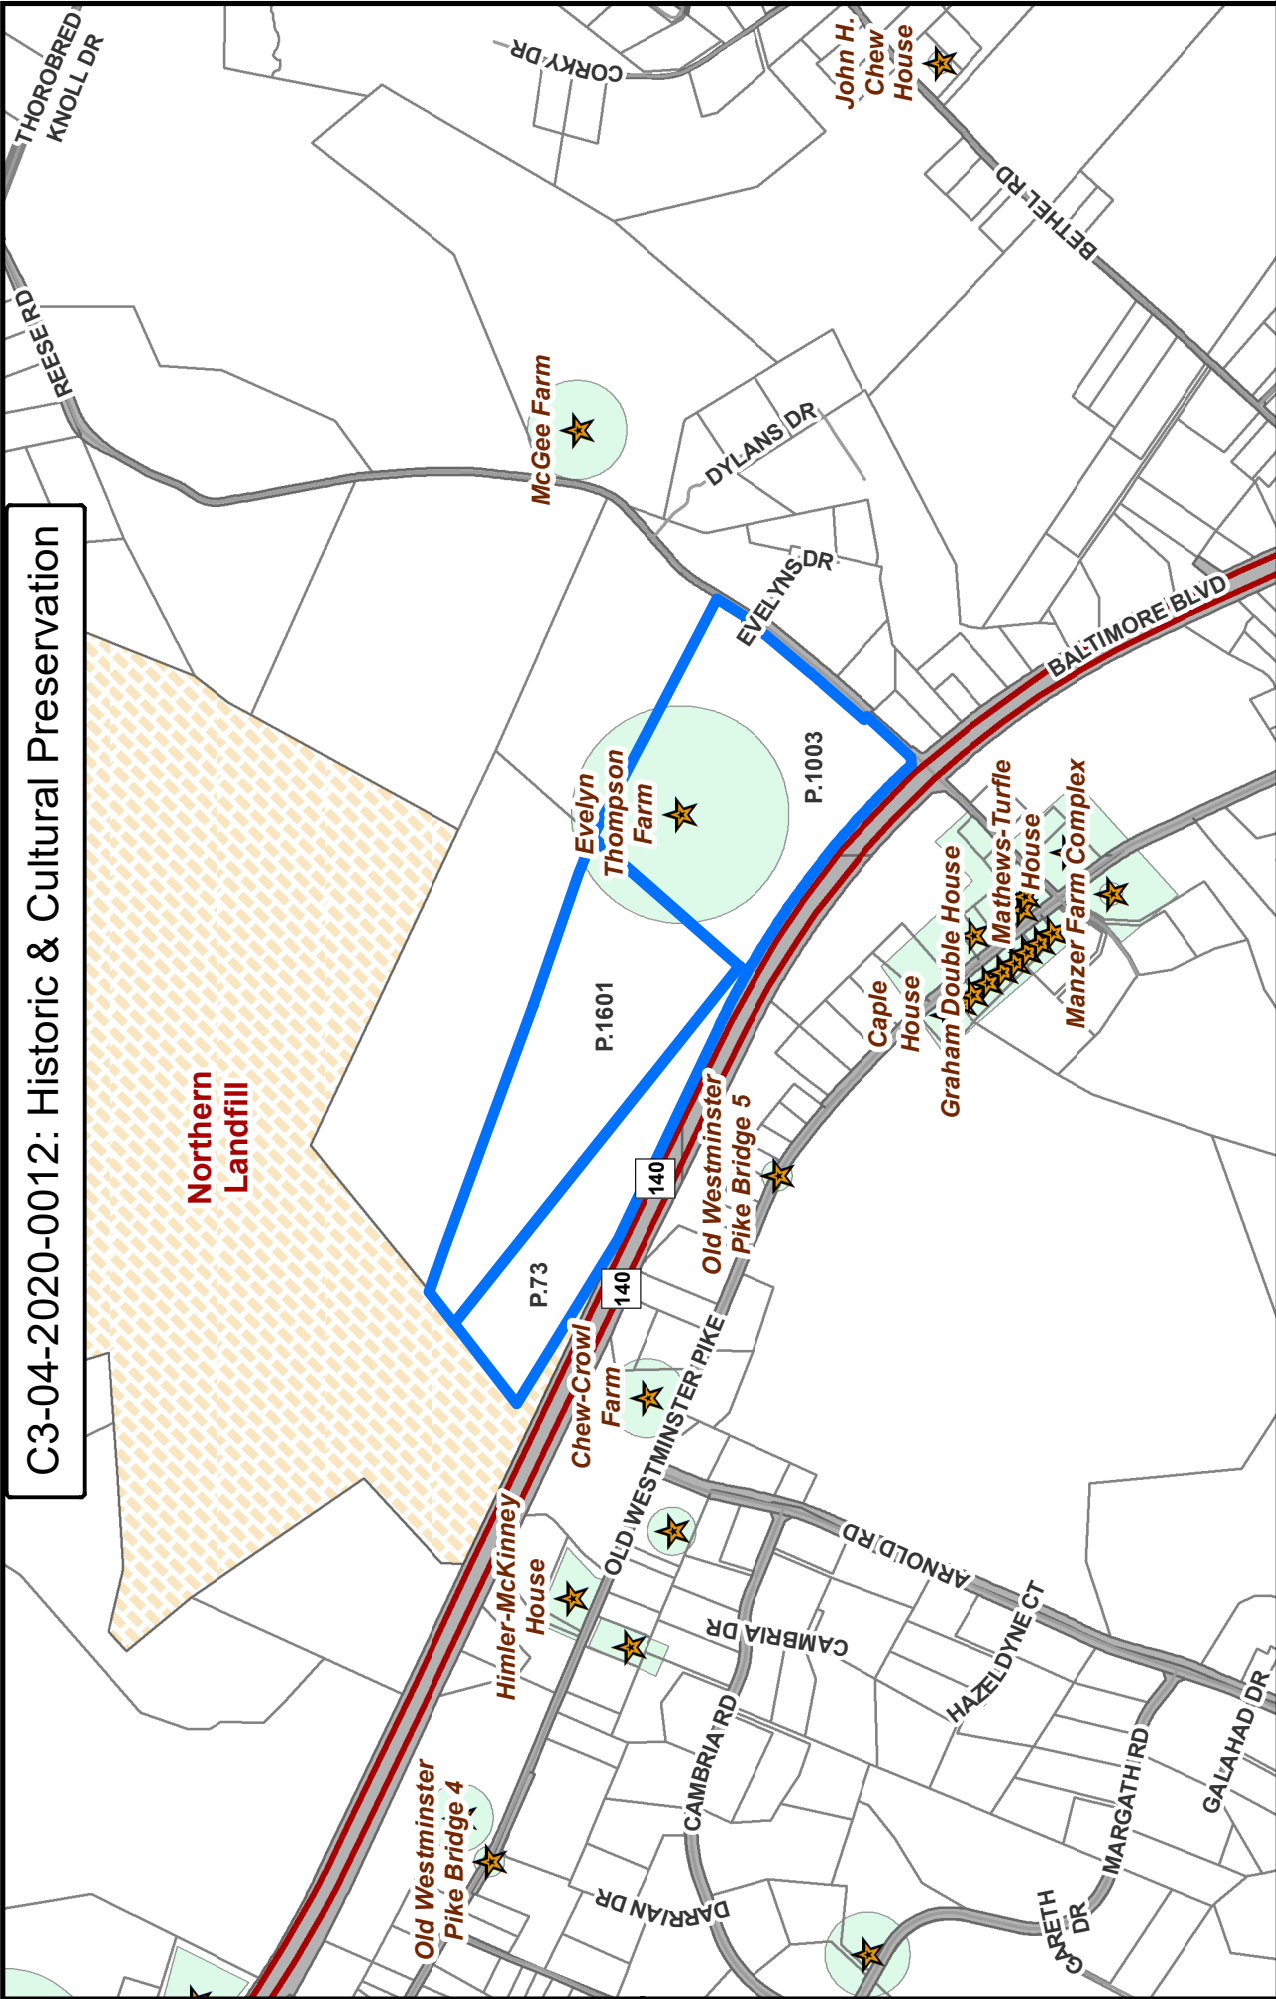 C3-04-2020-0012: Historic & Cultural Preservation
Northern
Landfill
THOROBRED
KNOLL DR
REESE RD
CORKY DR
John H.
Chew
House
BETHEL RD
McGee Farm
DYLANS DR
EVELYNS DR
BALTIMORE BLVD
Evelyn
Thompson
Farm
P.1003
P.1601
P.73
140
140
Mathews-Turfle
House
Manzer Farm Complex
Graham Double House
Caple
House
Old Westminster
Pike Bridge 5
Chew-Crowl
Farm
OLD WESTMINSTER PIKE
Himler-McKinney
House
Old Westminster
Pike Bridge 4
ARNOLD RD
CAMBRIA DR
CAMBRIA RD
HAZELDYNE CT
DARRIAN DR
MARGATH RD
GALAHAD DR
GARETH
DR